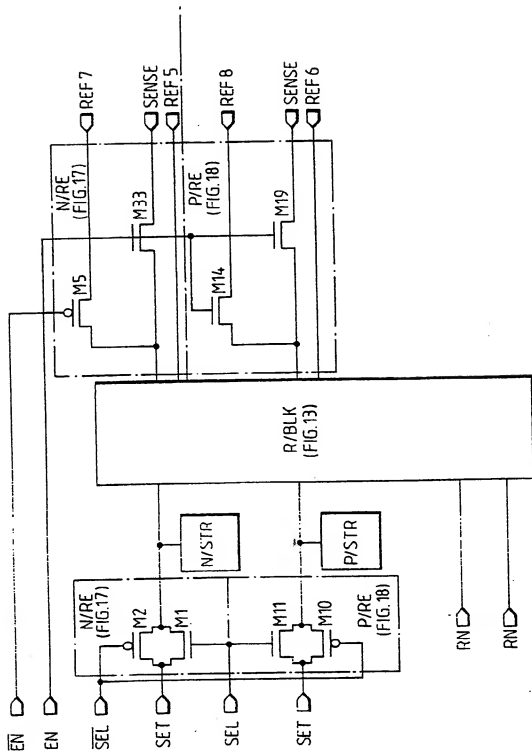 E̅N̅
EN
S̅E̅L̅
SET
SEL
SET
N/RE
(FIG.17)
M2
M1
M11
M10
P/RE
(FIG.18)
N/STR
P/STR
RN
RN
R/BLK
(FIG.13)
M5
N/RE
(FIG.17)
M33
P/RE
(FIG.18)
M14
M19
REF 7
SENSE
REF 5
REF 8
SENSE
REF 6